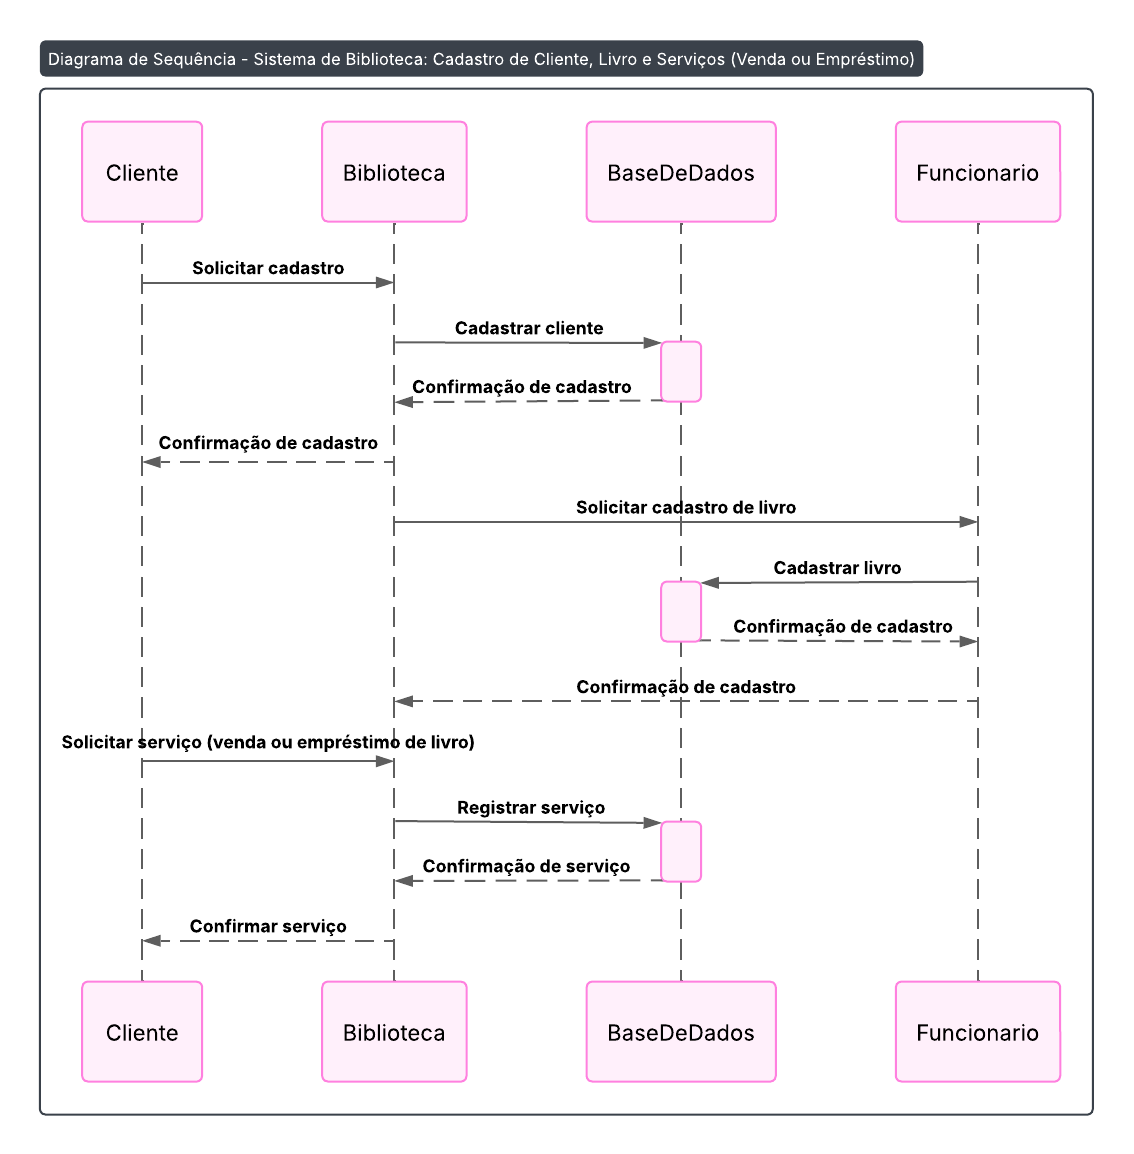 Diagrama de Sequência - Sistema de Biblioteca: Cadastro de Cliente, Livro e Serviços (Venda ou Empréstimo)
Cliente
Biblioteca
BaseDeDados
Funcionario
Solicitar cadastro
Cadastrar cliente
Confirmação de cadastro
Confirmação de cadastro
Solicitar cadastro de livro
Cadastrar livro
Confirmação de cadastro
Confirmação de cadastro
Solicitar serviço (venda ou empréstimo de livro)
Registrar serviço
Confirmação de serviço
Confirmar serviço
Cliente
Biblioteca
BaseDeDados
Funcionario